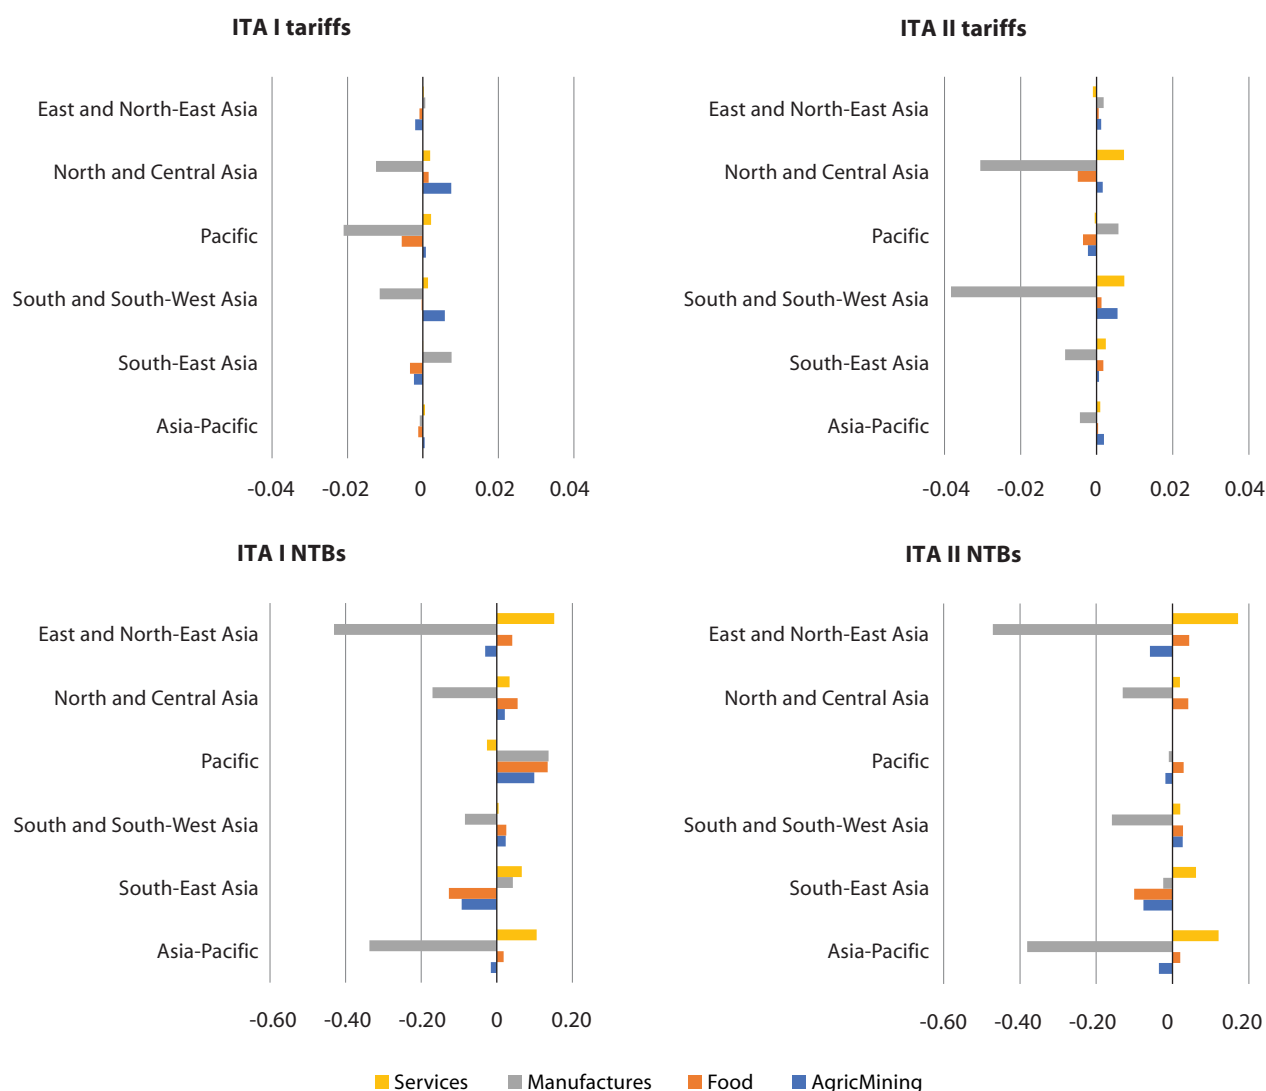 ITA I tariffs
East and North-East Asia
North and Central Asia
Pacific
South and South-West Asia
South-East Asia
Asia-Pacific
-0.04 -0.02 0 0.02 0.04
ITA II tariffs
East and North-East Asia
North and Central Asia
Pacific
South and South-West Asia
South-East Asia
Asia-Pacific
-0.04 -0.02 0 0.02 0.04
ITA I NTBs
East and North-East Asia
North and Central Asia
Pacific
South and South-West Asia
South-East Asia
Asia-Pacific
-0.60 -0.40 -0.20 0 0.20
ITA II NTBs
East and North-East Asia
North and Central Asia
Pacific
South and South-West Asia
South-East Asia
Asia-Pacific
-0.60 -0.40 -0.20 0 0.20
Services Manufactures Food AgricMining